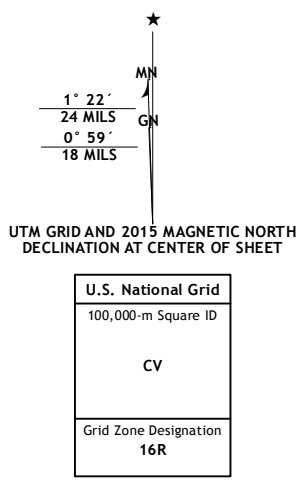 MN
1° 22´
24 MILS
GN
0° 59´
18 MILS
UTM GRID AND 2015 MAGNETIC NORTH
DECLINATION AT CENTER OF SHEET
U.S. National Grid
100,000-m Square ID
CV
Grid Zone Designation
16R